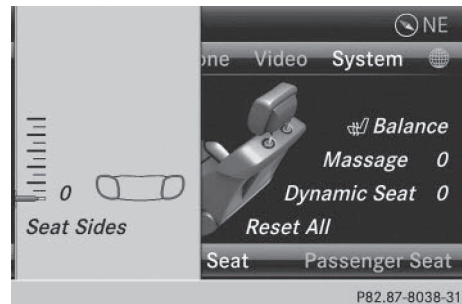 NE
one Video System
Balance
Massage 0
Dynamic Seat 0
Reset All
0
Seat Sides
Seat Passenger Seat
P82.87-8038-31